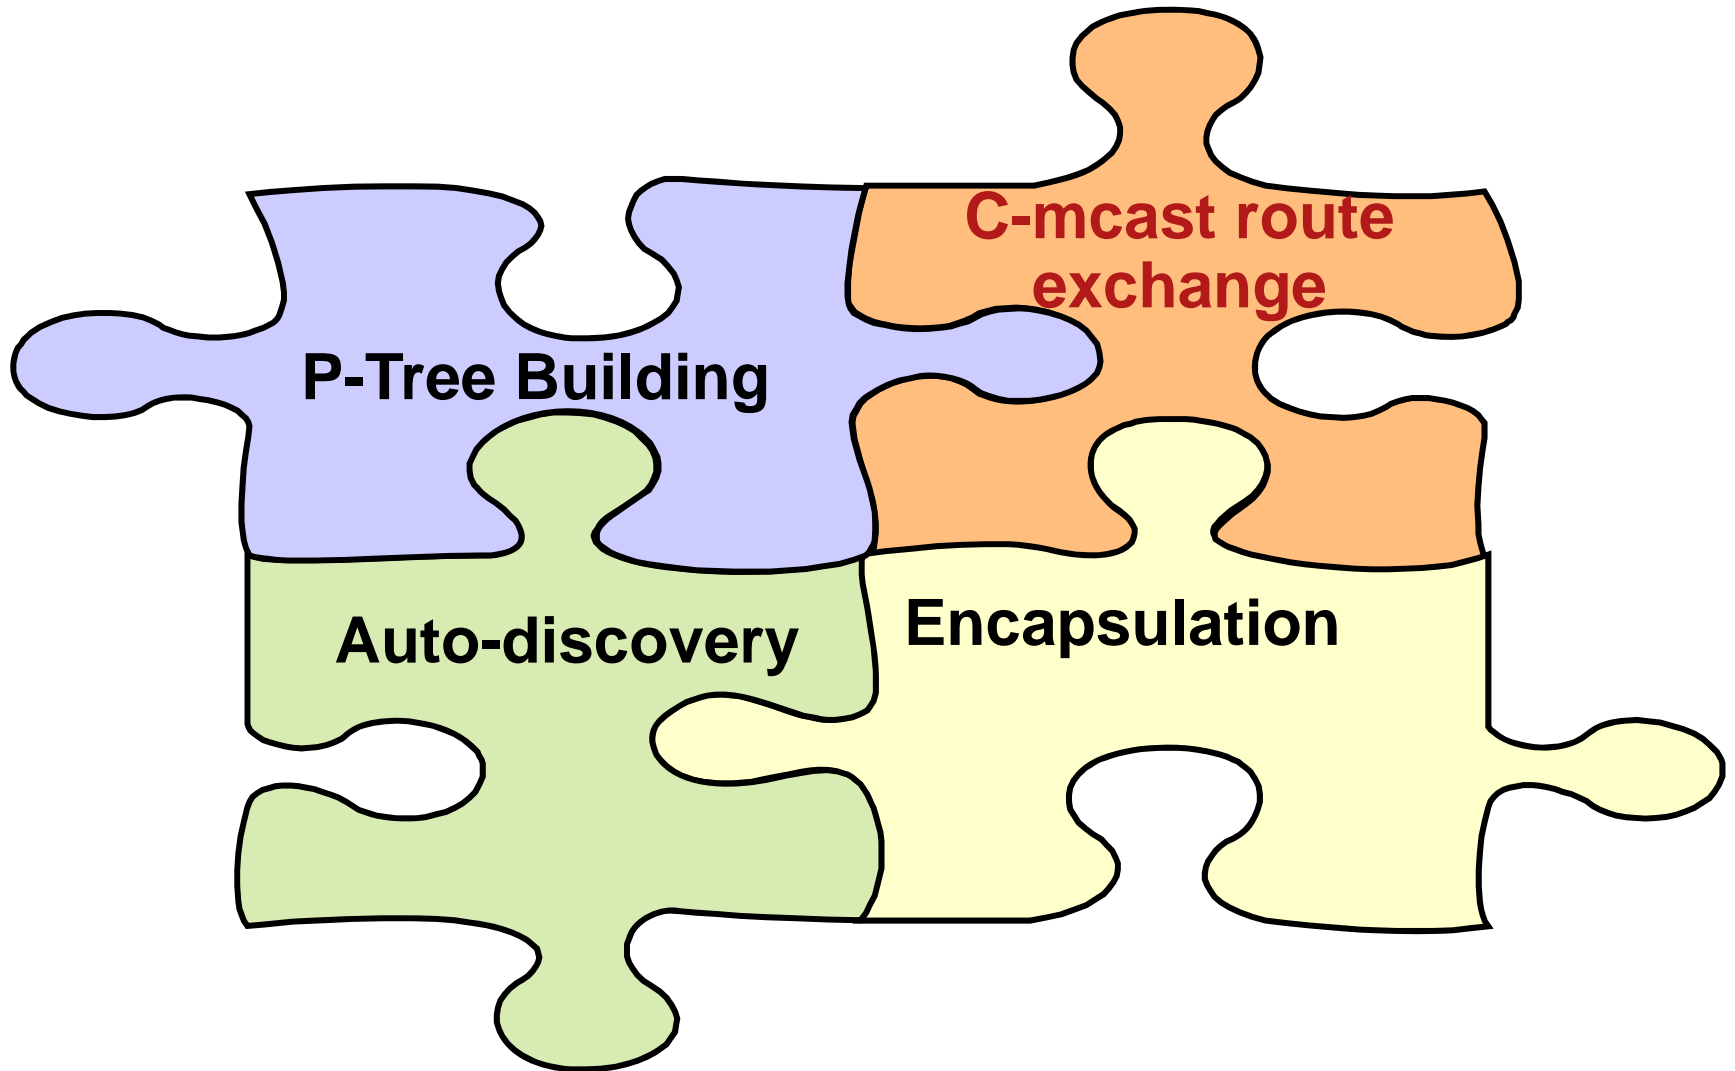 C-mcast route
exchange
P-Tree Building
Auto-discovery
Encapsulation